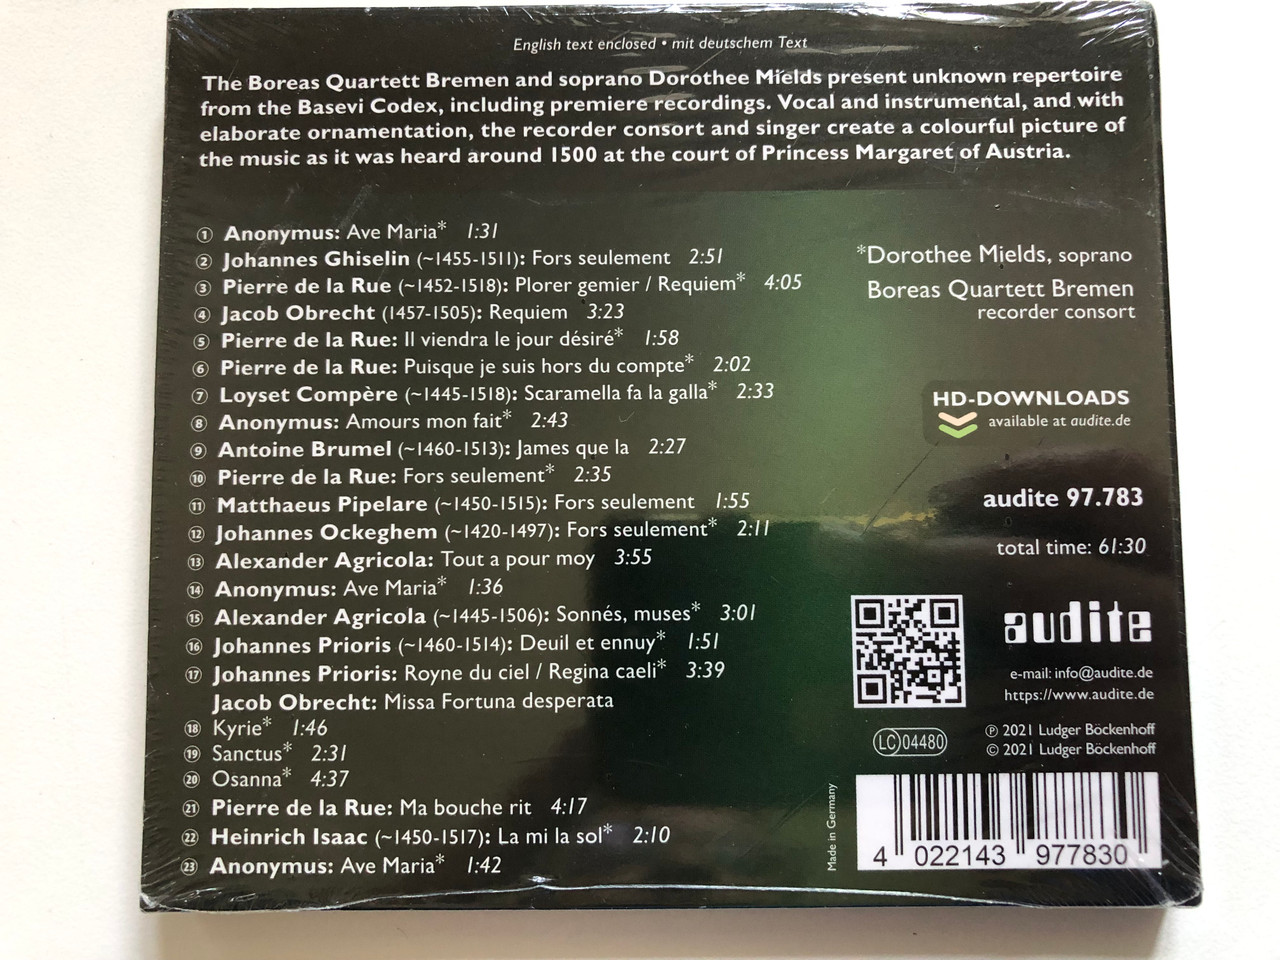 English text enclosed • mit deutschem Text
The Boreas Quartett Bremen and soprano Dorothee Mields present unknown repertoire
from the Basevi Codex, including premiere recordings. Vocal and instrumental, and with
elaborate ornamentation, the recorder consort and singer create a colourful picture of
the music as it was heard around 1500 at the court of Princess Margaret of Austria.
1 Anonymus: Ave Maria* 1:31
2 Johannes Ghiselin (~1455-1511): Fors seulement 2:51
3 Pierre de la Rue (~1452-1518): Plorer gemier / Requiem* 4:05
4 Jacob Obrecht (1457-1505): Requiem 3:23
5 Pierre de la Rue: Il viendra le jour désiré* 1:58
6 Pierre de la Rue: Puisque je suis hors du compte* 2:02
7 Loyset Compère (~1445-1518): Scaramella fa la galla* 2:33
8 Anonymus: Amours mon fait* 2:43
9 Antoine Brumel (~1460-1513): James que la 2:27
10 Pierre de la Rue: Fors seulement* 2:35
11 Matthaeus Pipelare (~1450-1515): Fors seulement 1:55
12 Johannes Ockeghem (~1420-1497): Fors seulement* 2:11
13 Alexander Agricola: Tout a pour moy 3:55
14 Anonymus: Ave Maria* 1:36
15 Alexander Agricola (~1445-1506): Sonnés, muses* 3:01
16 Johannes Prioris (~1460-1514): Deuil et ennuy* 1:51
17 Johannes Prioris: Royne du ciel / Regina caeli* 3:39
Jacob Obrecht: Missa Fortuna desperata
18 Kyrie* 1:46
19 Sanctus* 2:31
20 Osanna* 4:37
21 Pierre de la Rue: Ma bouche rit 4:17
22 Heinrich Isaac (~1450-1517): La mi la sol* 2:10
23 Anonymus: Ave Maria* 1:42
*Dorothee Mields, soprano
Boreas Quartett Bremen
recorder consort
HD-DOWNLOADS
available at audite.de
audite 97.783
total time: 61:30
audite
e-mail: info@audite.de
https://www.audite.de
LC 04480
℗ 2021 Ludger Böckenhoff
© 2021 Ludger Böckenhoff
Made in Germany
4 022143 977830